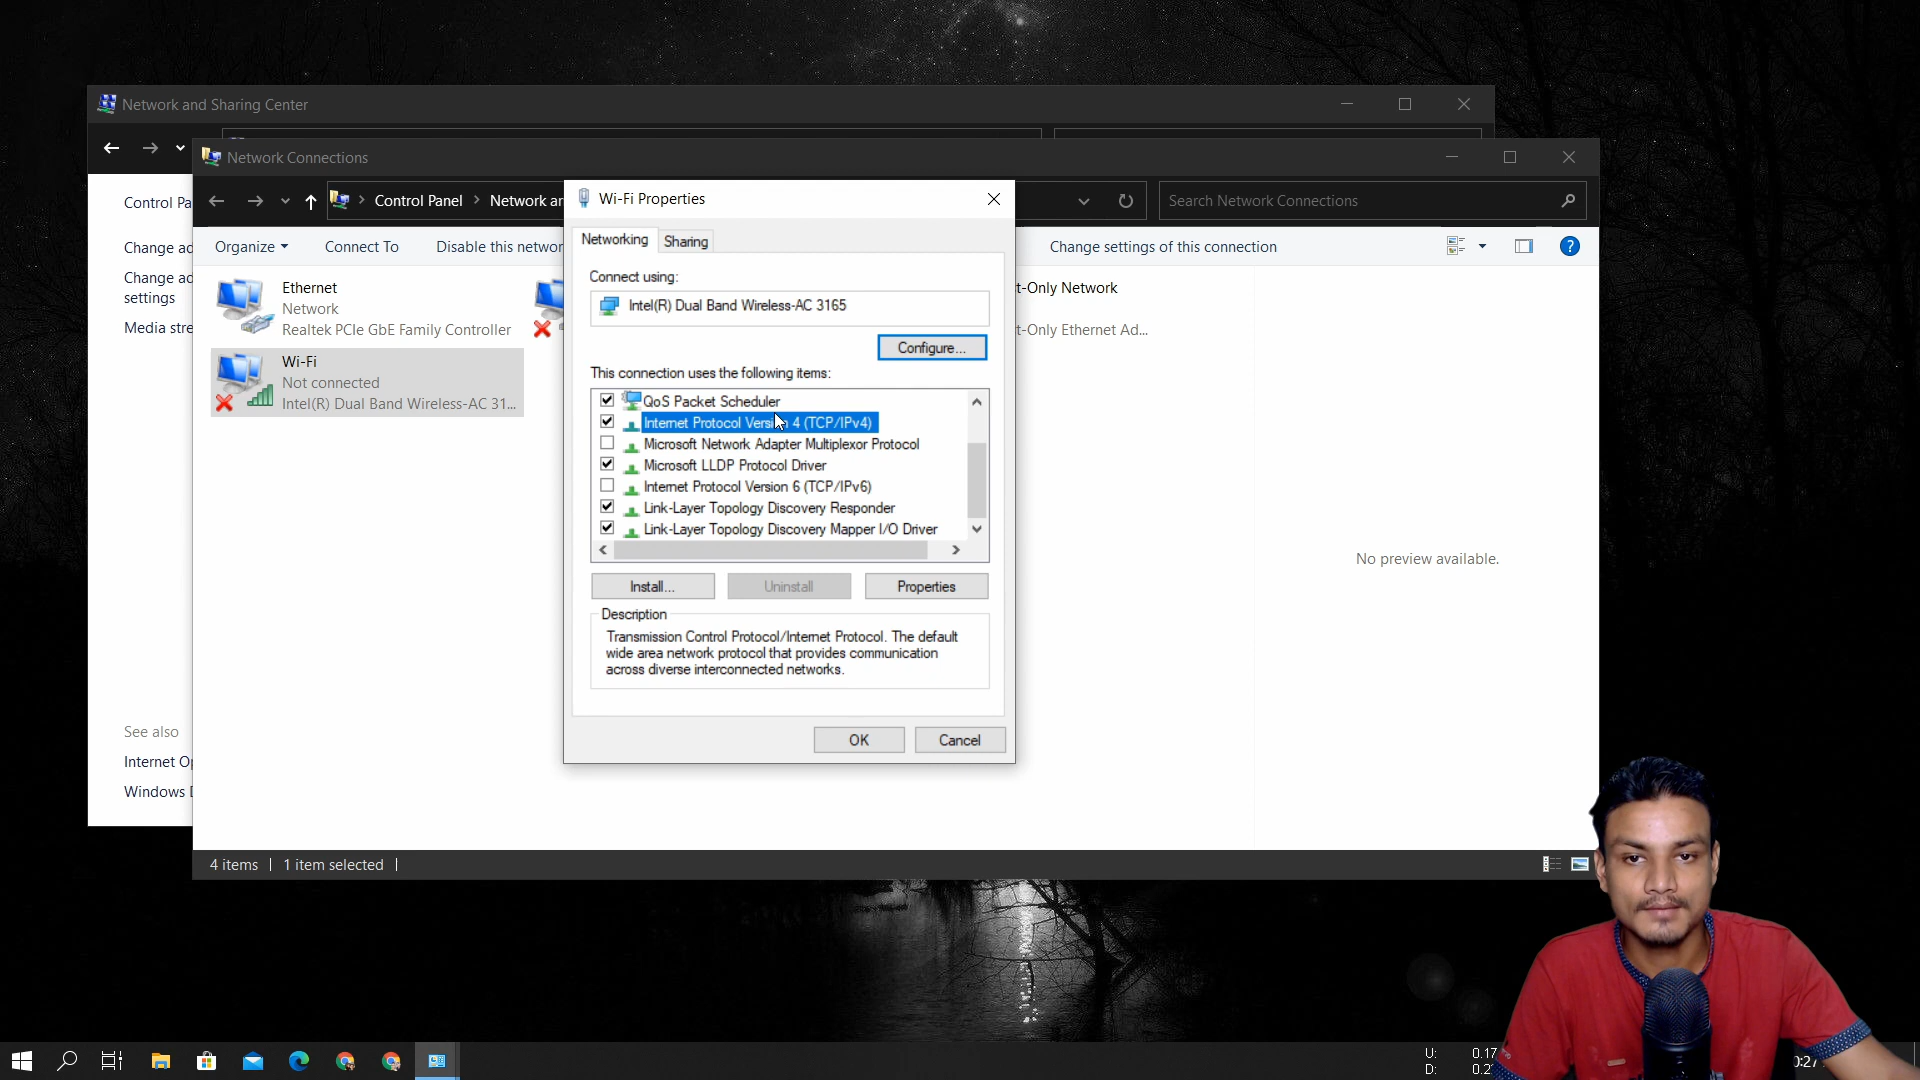 Network and Sharing Center
Network Connections
Control Panel
Network
Search Network Connections
Control
Change
Change
settings
Media
See also
Internet
Windows
Organize
Connect To
Disable this
Change settings of this connection
Ethernet
Network
Realtek PCIe GbE Family Controller
Wi-Fi
Not connected
Intel(R) Dual Band Wireless-AC 31...
t-Only Network
t-Only Ethernet Ad...
No preview available.
Wi-Fi Properties
Networking
Sharing
Connect using:
Intel(R) Dual Band Wireless-AC 3165
Configure...
This connection uses the following items:
QoS Packet Scheduler
Internet Protocol Version 4 (TCP/IPv4)
Microsoft Network Adapter Multiplexor Protocol
Microsoft LLDP Protocol Driver
Internet Protocol Version 6 (TCP/IPv6)
Link-Layer Topology Discovery Responder
Link-Layer Topology Discovery Mapper I/O Driver
Install...
Uninstall
Properties
Description
Transmission Control Protocol/Internet Protocol. The default
wide area network protocol that provides communication
across diverse interconnected networks.
OK
Cancel
4 items
1 item selected
U: 0.17
D: